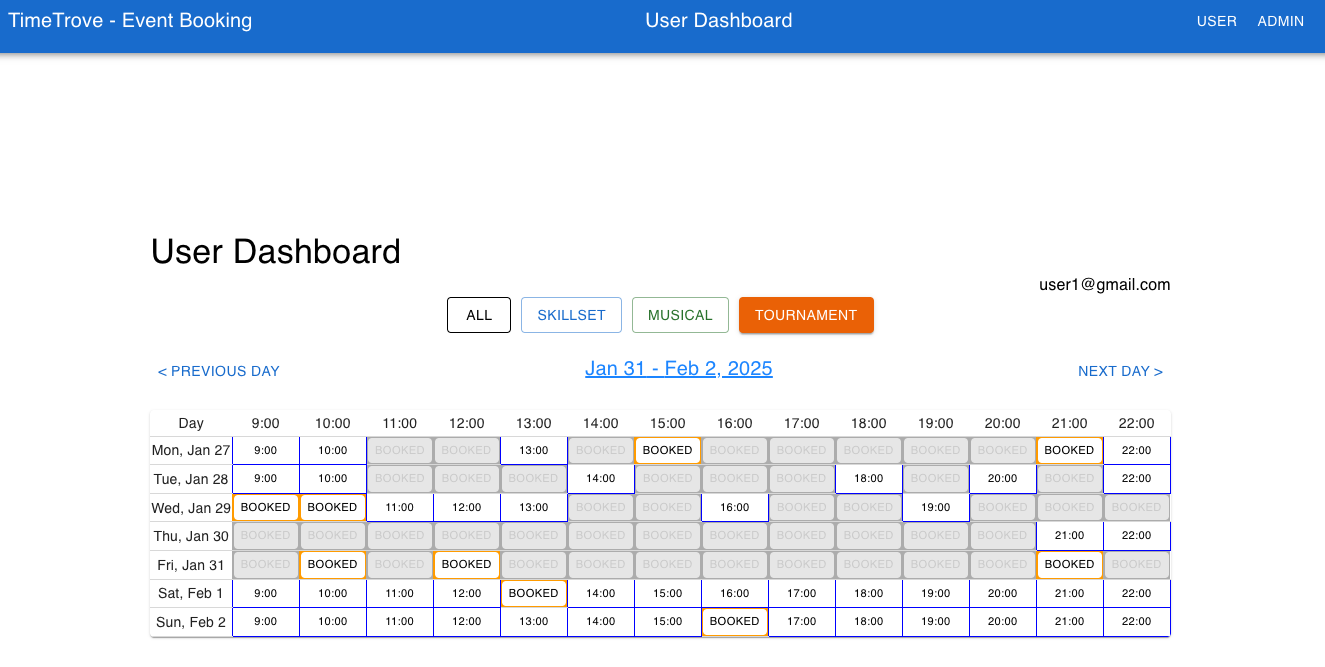 TimeTrove - Event Booking User Dashboard USER ADMIN
User Dashboard
user1@gmail.com
ALL SKILLSET MUSICAL TOURNAMENT
< PREVIOUS DAY Jan 31 - Feb 2, 2025 NEXT DAY >
Day 9:00 10:00 11:00 12:00 13:00 14:00 15:00 16:00 17:00 18:00 19:00 20:00 21:00 22:00
Mon, Jan 27 9:00 10:00 BOOKED BOOKED 13:00 BOOKED BOOKED BOOKED BOOKED BOOKED BOOKED BOOKED BOOKED 22:00
Tue, Jan 28 9:00 10:00 BOOKED BOOKED BOOKED 14:00 BOOKED BOOKED BOOKED 18:00 BOOKED 20:00 BOOKED 22:00
Wed, Jan 29 BOOKED BOOKED 11:00 12:00 13:00 BOOKED BOOKED 16:00 BOOKED BOOKED 19:00 BOOKED BOOKED BOOKED
Thu, Jan 30 BOOKED BOOKED BOOKED BOOKED BOOKED BOOKED BOOKED BOOKED BOOKED BOOKED BOOKED BOOKED 21:00 22:00
Fri, Jan 31 BOOKED BOOKED BOOKED BOOKED BOOKED BOOKED BOOKED BOOKED BOOKED BOOKED BOOKED BOOKED BOOKED BOOKED
Sat, Feb 1 9:00 10:00 11:00 12:00 BOOKED 14:00 15:00 16:00 17:00 18:00 19:00 20:00 21:00 22:00
Sun, Feb 2 9:00 10:00 11:00 12:00 13:00 14:00 15:00 BOOKED 17:00 18:00 19:00 20:00 21:00 22:00